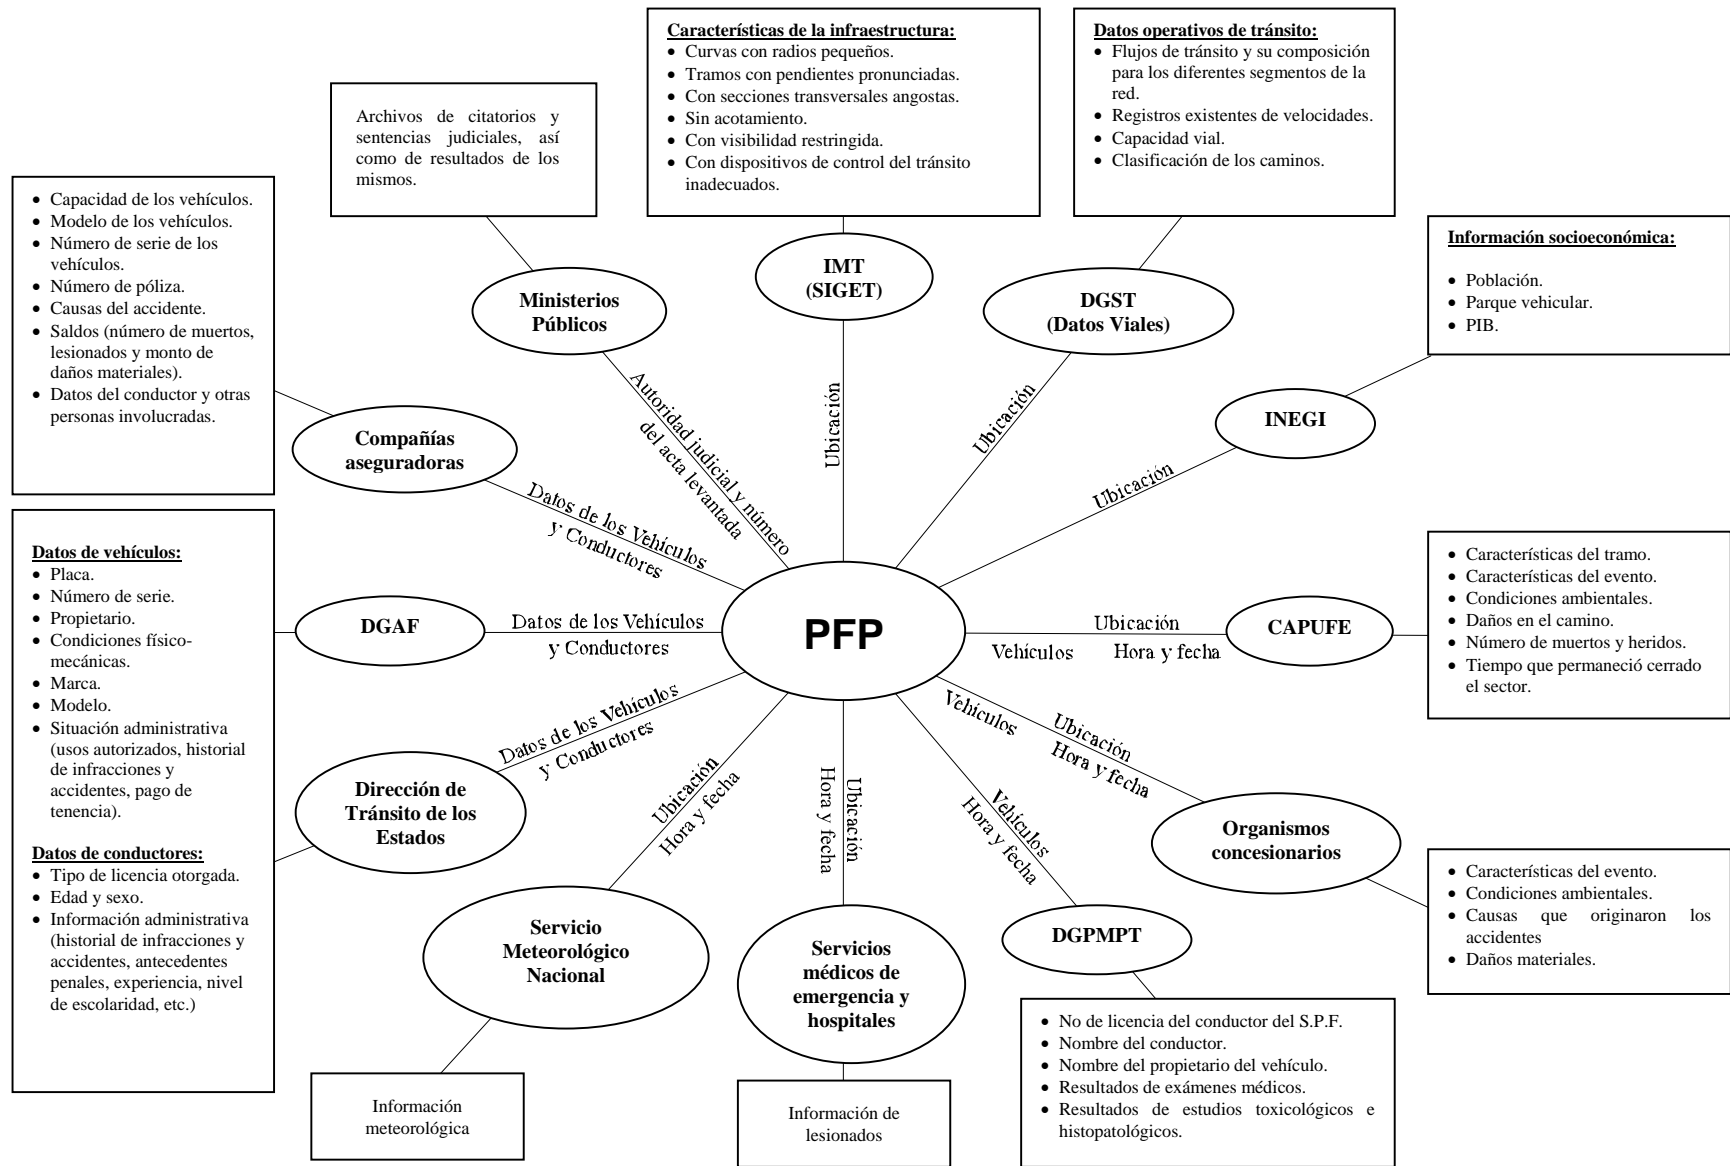 Características de la infraestructura:
• Curvas con radios pequeños.
• Tramos con pendientes pronunciadas.
• Con secciones transversales angostas.
• Sin acotamiento.
• Con visibilidad restringida.
• Con dispositivos de control del tránsito
inadecuados.
Datos operativos de tránsito:
• Flujos de tránsito y su composición
para los diferentes segmentos de la
red.
• Registros existentes de velocidades.
• Capacidad vial.
• Clasificación de los caminos.
Archivos de citatorios y
sentencias judiciales, así
como de resultados de los
mismos.
• Capacidad de los vehículos.
• Modelo de los vehículos.
• Número de serie de los
vehículos.
• Número de póliza.
• Causas del accidente.
• Saldos (número de muertos,
lesionados y monto de
daños materiales).
• Datos del conductor y otras
personas involucradas.
Información socioeconómica:
• Población.
• Parque vehicular.
• PIB.
Ministerios
Públicos
IMT
(SIGET)
DGST
(Datos Viales)
INEGI
Compañías
aseguradoras
Autoridad judicial y número
del acta levantada
Ubicación
Ubicación
Ubicación
Datos de los Vehículos
y Conductores
Datos de vehículos:
• Placa.
• Número de serie.
• Propietario.
• Condiciones físico-
mecánicas.
• Marca.
• Modelo.
• Situación administrativa
(usos autorizados, historial
de infracciones y
accidentes, pago de
tenencia).
Datos de conductores:
• Tipo de licencia otorgada.
• Edad y sexo.
• Información administrativa
(historial de infracciones y
accidentes, antecedentes
penales, experiencia, nivel
de escolaridad, etc.)
DGAF
Datos de los Vehículos
y Conductores
PFP
Ubicación
Vehículos Hora y fecha
CAPUFE
• Características del tramo.
• Características del evento.
• Condiciones ambientales.
• Daños en el camino.
• Número de muertos y heridos.
• Tiempo que permaneció cerrado
el sector.
Dirección de
Tránsito de los
Estados
Datos de los Vehículos
y Conductores
Ubicación
Hora y fecha
Ubicación
Hora y fecha
Vehículos
Hora y fecha
Vehículos
Ubicación
Hora y fecha
Organismos
concesionarios
• Características del evento.
• Condiciones ambientales.
• Causas que originaron los
accidentes
• Daños materiales.
Servicio
Meteorológico
Nacional
Servicios
médicos de
emergencia y
hospitales
DGPMPT
Información
meteorológica
Información de
lesionados
• No de licencia del conductor del S.P.F.
• Nombre del conductor.
• Nombre del propietario del vehículo.
• Resultados de exámenes médicos.
• Resultados de estudios toxicológicos e
histopatológicos.